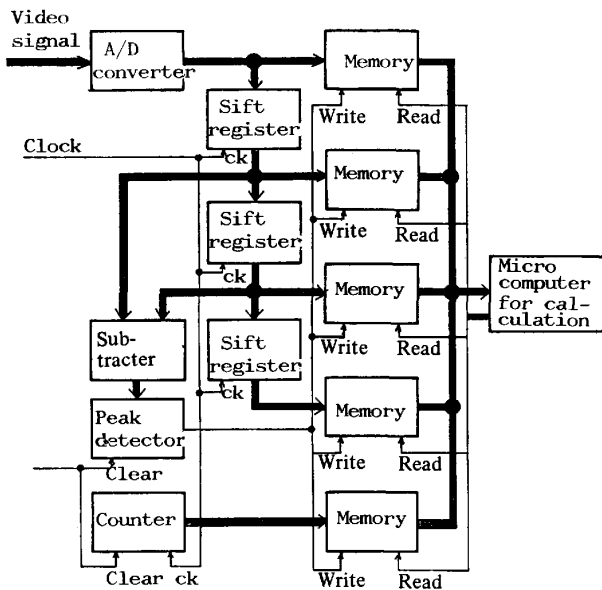 Video
signal
A/D
converter
Memory
Write
Read
Sift
register
Clock
ck
Memory
Write
Read
Sift
register
ck
Memory
Write
Read
Micro
computer
for cal-
culation
Sub-
tracter
Sift
register
ck
Memory
Write
Read
Peak
detector
Clear
Counter
Memory
Clear ck
Write
Read